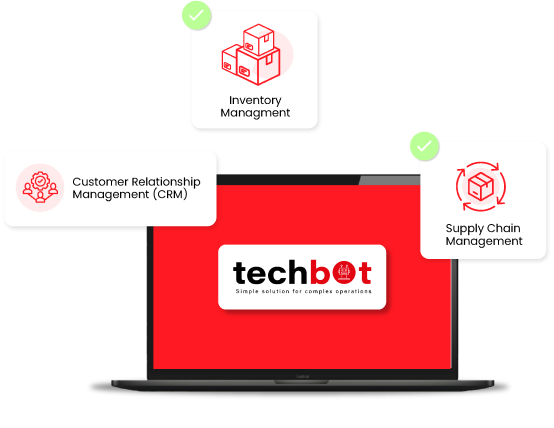 Inventory
Managment
Customer Relationship
Management (CRM)
Supply Chain
Management
techbot
Simple solution for complex operations